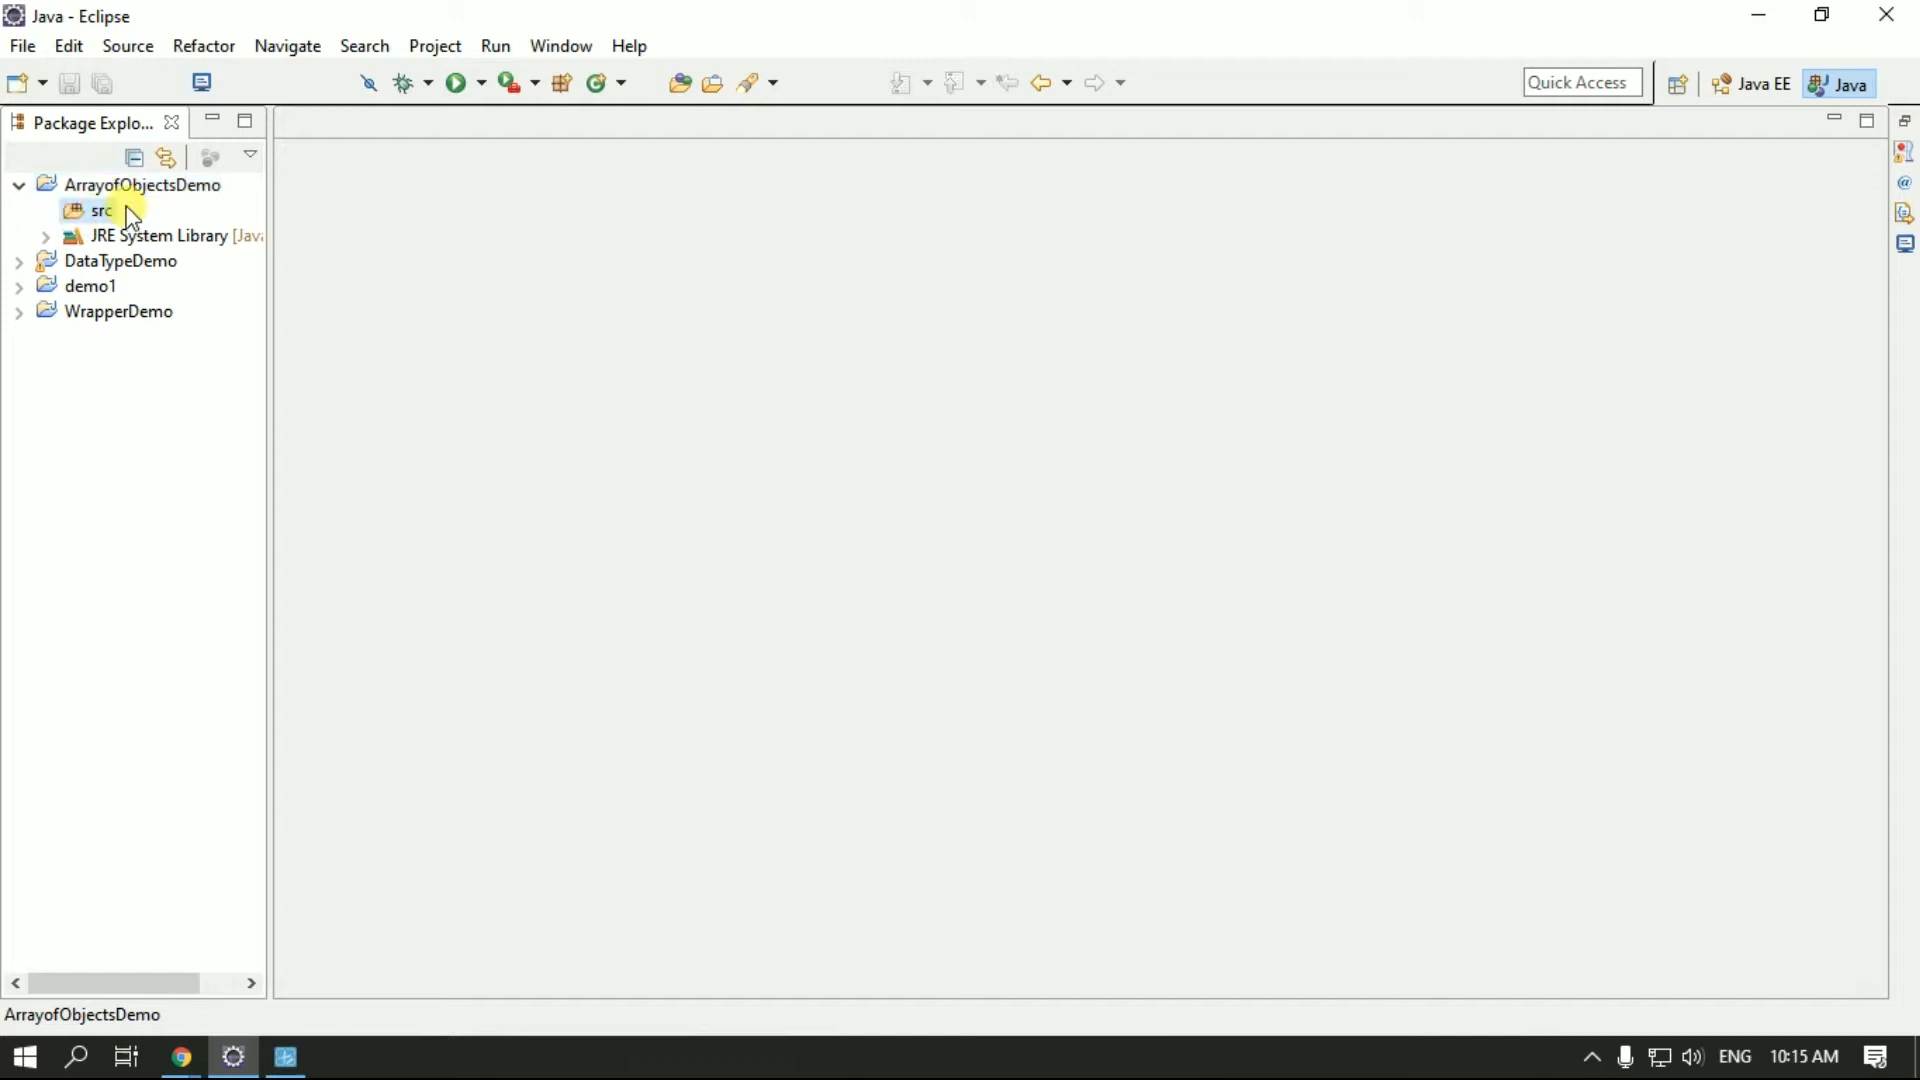 Java - Eclipse
File Edit Source Refactor Navigate Search Project Run Window Help
Quick Access Java EE Java
Package Explo...
ArrayofObjectsDemo
src
JRE System Library [Java
DataTypeDemo
demo1
WrapperDemo
ArrayofObjectsDemo
ENG 10:15 AM